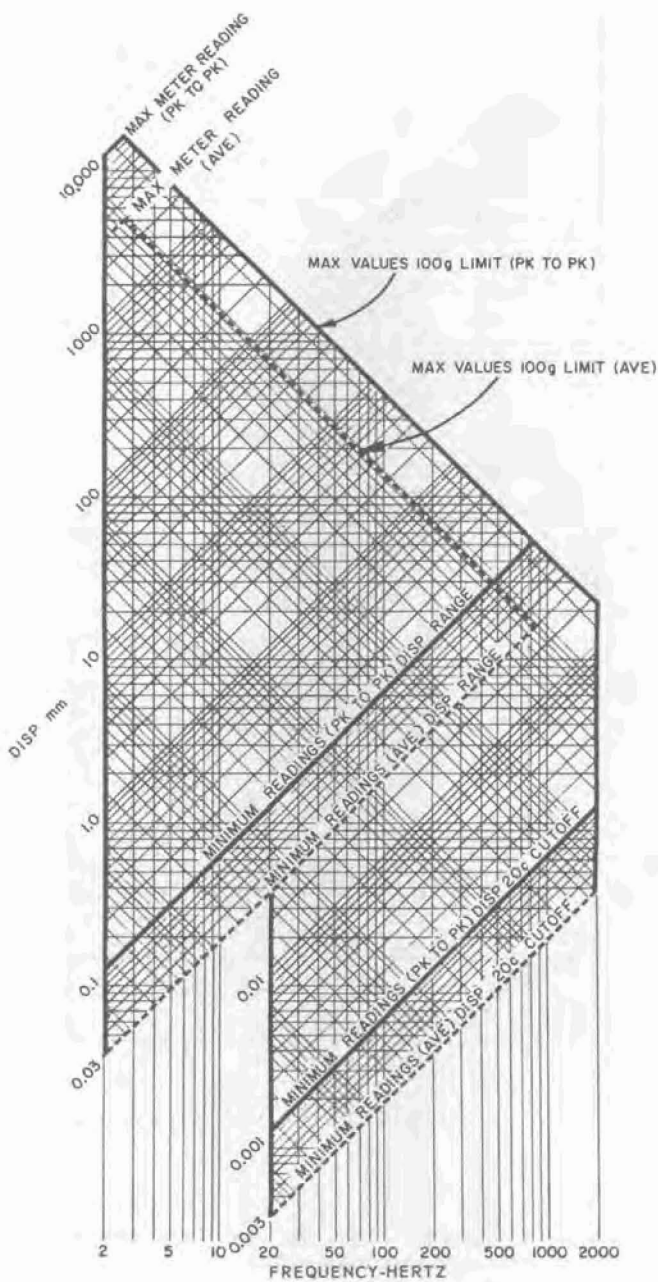 MAX METER READING
(PK TO PK)
MAX METER READING
(AVE)
10,000
MAX VALUES 100g LIMIT (PK TO PK)
1000
MAX VALUES 100g LIMIT (AVE)
100
10
DISP mm
MINIMUM READINGS (PK TO PK) DISP RANGE
MINIMUM READINGS (AVE) DISP RANGE
1.0
0.1
0.03
0.01
MINIMUM READINGS (PK TO PK) DISP 20c CUTOFF
MINIMUM READINGS (AVE) DISP 20c CUTOFF
0.001
0.003
2 5 10 20 50 100 200 500 1000 2000
FREQUENCY-HERTZ